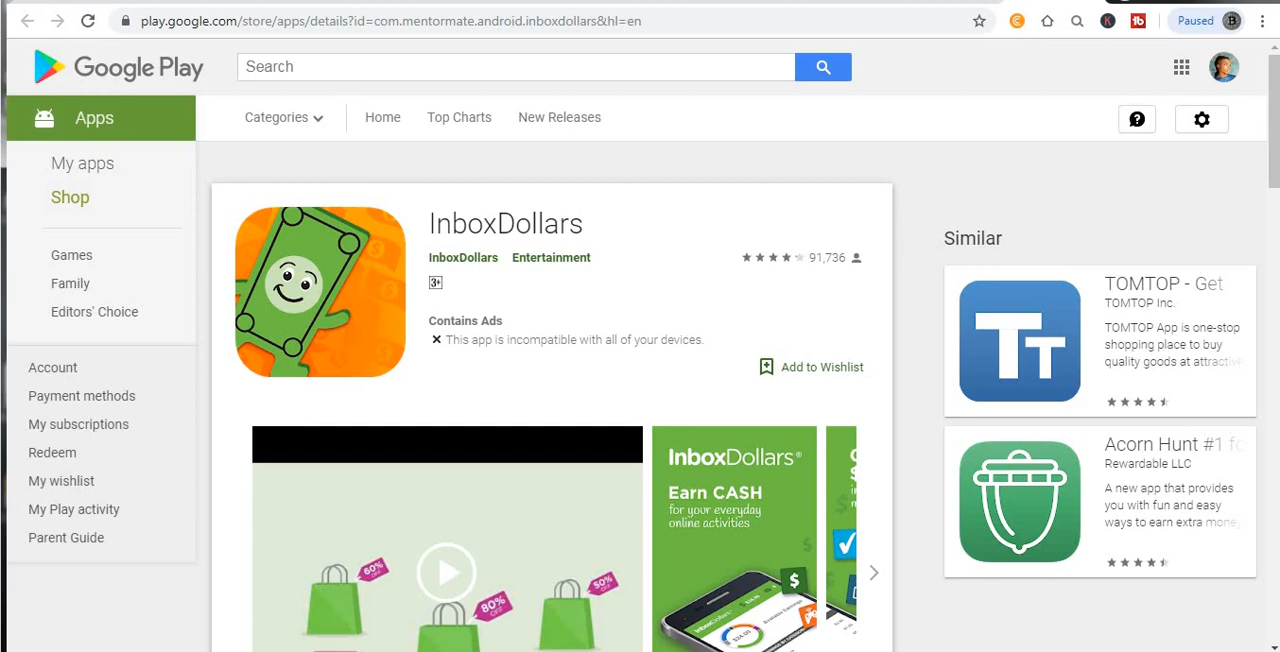 play.google.com/store/apps/details?id=com.mentormate.android.inboxdollars&hl=en
Paused
Google Play
Search
Apps
Categories
Home
Top Charts
New Releases
My apps
Shop
Games
Family
Editors' Choice
Account
Payment methods
My subscriptions
Redeem
My wishlist
My Play activity
Parent Guide
InboxDollars
InboxDollars Entertainment
91,736
3+
Contains Ads
This app is incompatible with all of your devices.
Add to Wishlist
60%
80%
OFF
50%
InboxDollars®
Earn CASH
for your everyday
online activities
InboxDollars
Similar
TOMTOP - Get
TOMTOP Inc.
TOMTOP App is one-stop
shopping place to buy
quality goods at attractive
Acorn Hunt #1 fo
Rewardable LLC
A new app that provides
you with fun and easy
ways to earn extra money